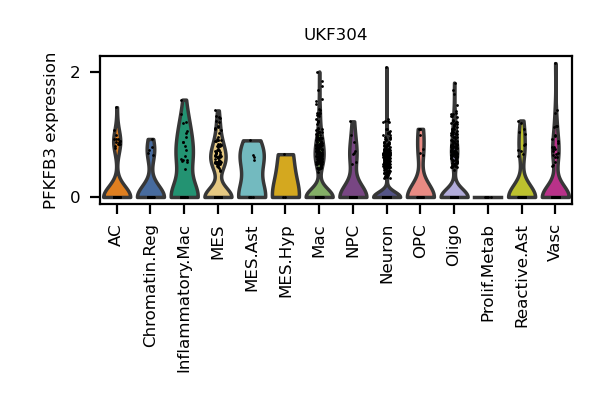 UKF304
PFKFB3 expression
2
0
AC
Chromatin.Reg
Inflammatory.Mac
MES
MES.Ast
MES.Hyp
Mac
NPC
Neuron
OPC
Oligo
Prolif.Metab
Reactive.Ast
Vasc